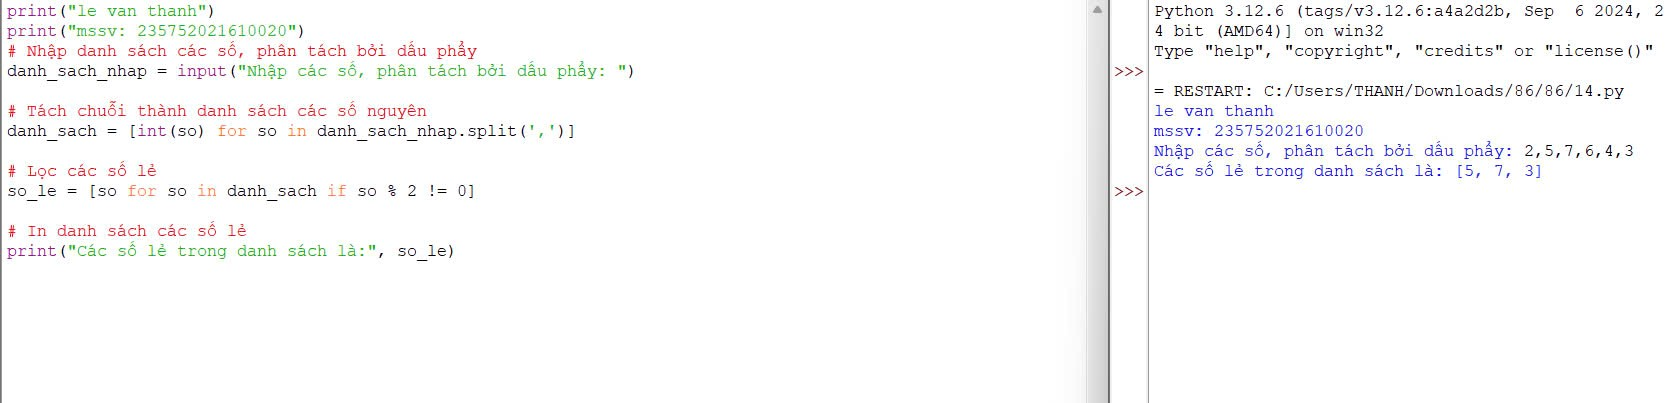 print("le van thanh")
print("mssv: 235752021610020")
# Nhập danh sách các số, phân tách bởi dấu phẩy
danh_sach_nhap = input("Nhập các số, phân tách bởi dấu phẩy: ")
# Tách chuỗi thành danh sách các số nguyên
danh_sach = [int(so) for so in danh_sach_nhap.split(',')]
# Lọc các số lẻ
so_le = [so for so in danh_sach if so % 2 != 0]
# In danh sách các số lẻ
print("Các số lẻ trong danh sách là:", so_le)
Python 3.12.6 (tags/v3.12.6:a4a2d2b, Sep  6 2024, 2
4 bit (AMD64)] on win32
Type "help", "copyright", "credits" or "license()"
>>>
= RESTART: C:/Users/THANH/Downloads/86/86/14.py
le van thanh
mssv: 235752021610020
Nhập các số, phân tách bởi dấu phẩy: 2,5,7,6,4,3
Các số lẻ trong danh sách là: [5, 7, 3]
>>>